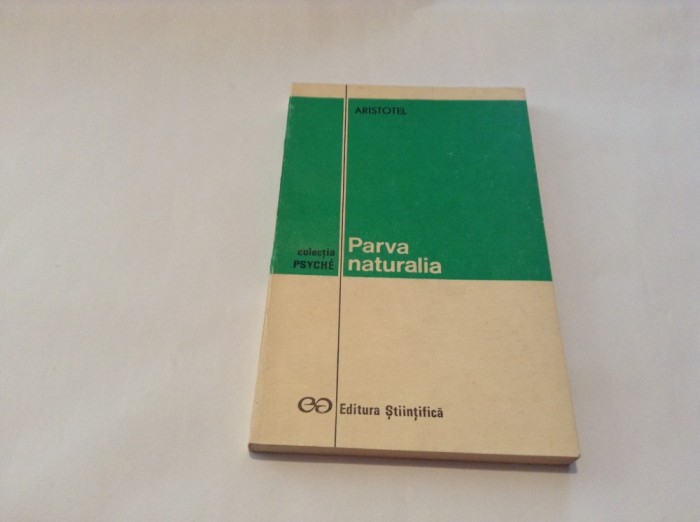 ARISTOTEL
Parva
naturalia
colecția
PSYCHÉ
Editura Științifică